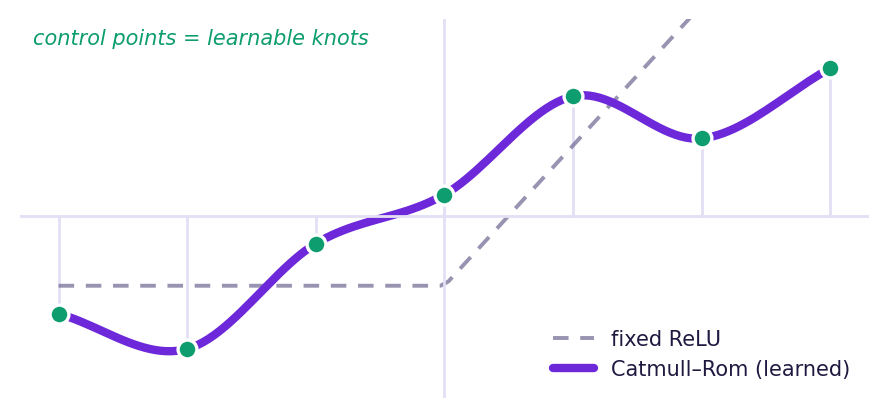 control points = learnable knots
fixed ReLU
Catmull–Rom (learned)